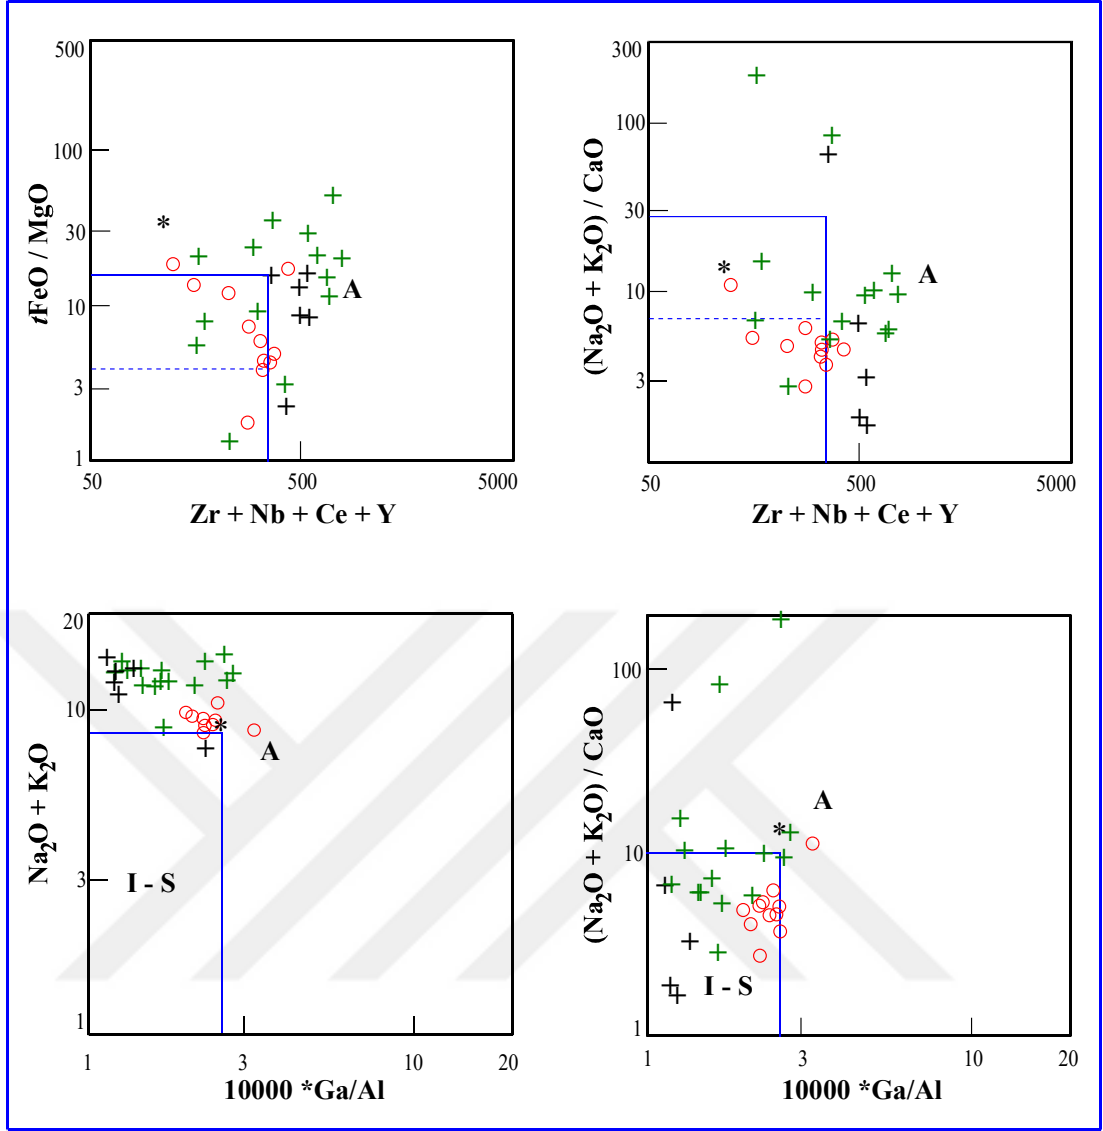 500
100
30
10
3
1
tFeO / MgO
*
A
50 500 5000
Zr + Nb + Ce + Y
300
100
30
10
3
(Na2O + K2O) / CaO
*
A
50 500 5000
Zr + Nb + Ce + Y
20
10
3
1
Na2O + K2O
*
A
I - S
1 3 10 20
10000 *Ga/Al
100
10
1
(Na2O + K2O) / CaO
A
*
I - S
1 3 10 20
10000 *Ga/Al